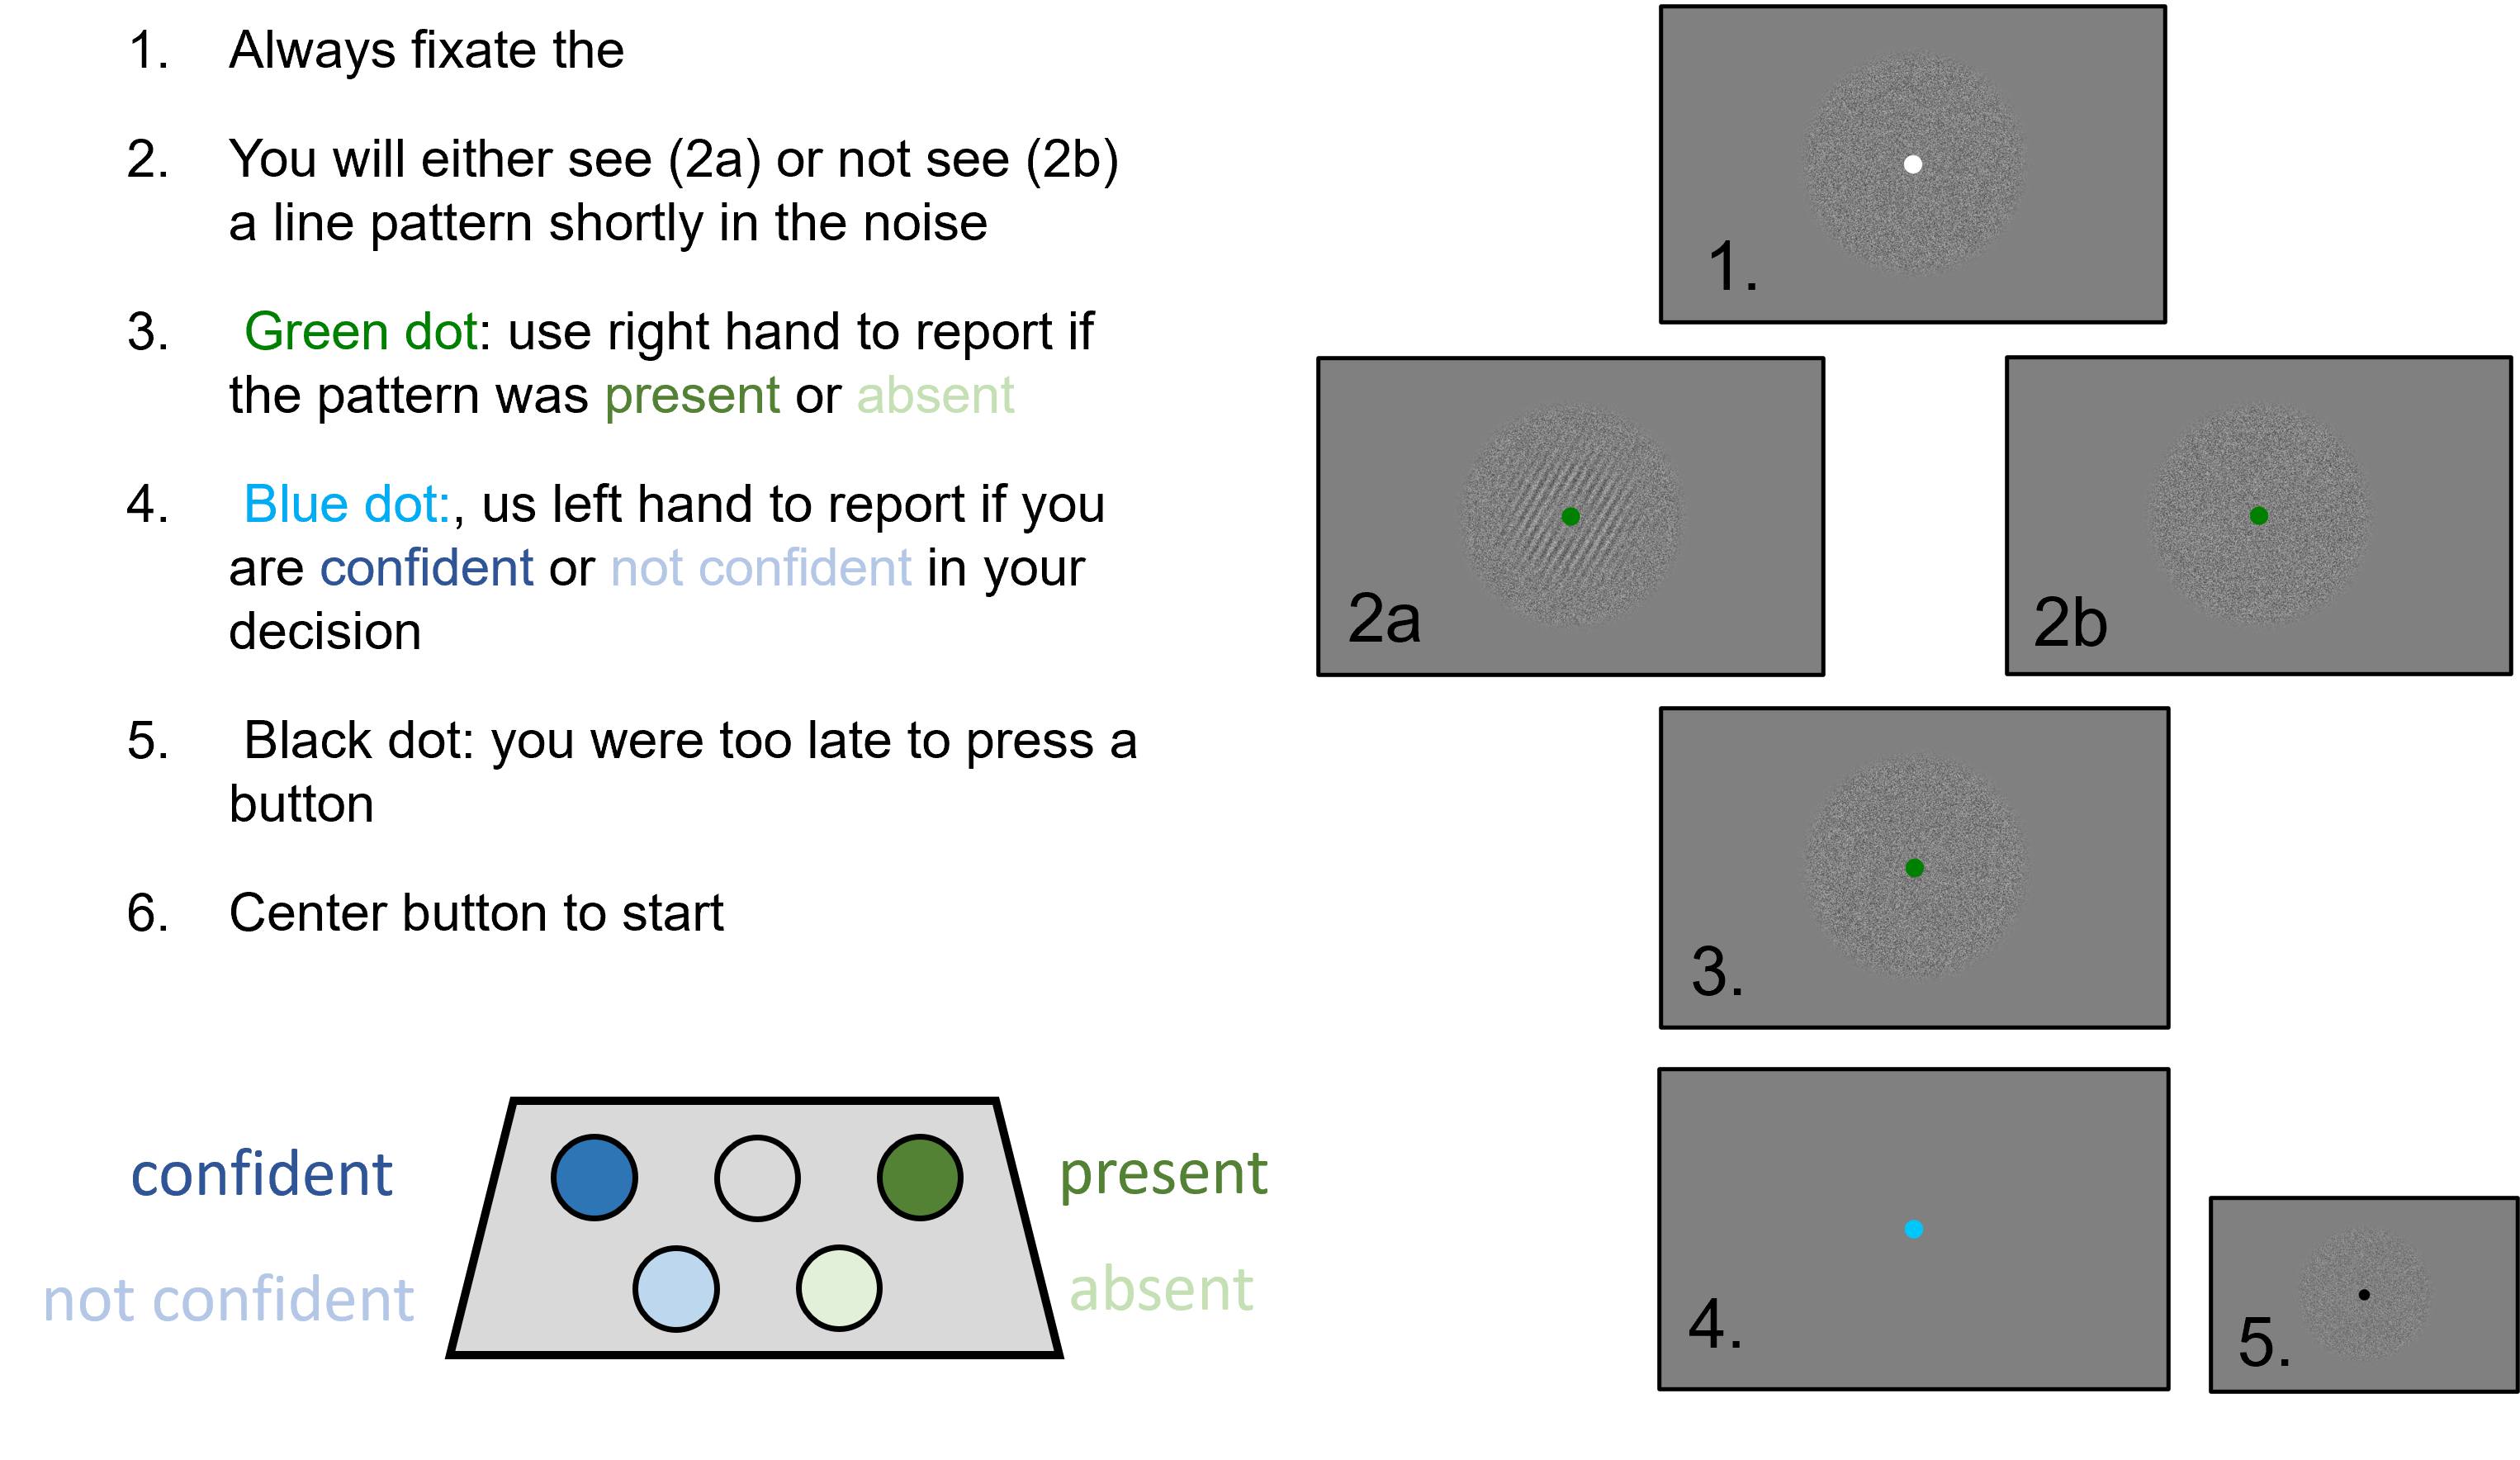 1. Always fixate the
2. You will either see (2a) or not see (2b)
a line pattern shortly in the noise
3. Green dot: use right hand to report if
the pattern was present or absent
4. Blue dot:, us left hand to report if you
are confident or not confident in your
decision
5. Black dot: you were too late to press a
button
6. Center button to start
confident
not confident
present
absent
1.
2a
2b
3.
4.
5.